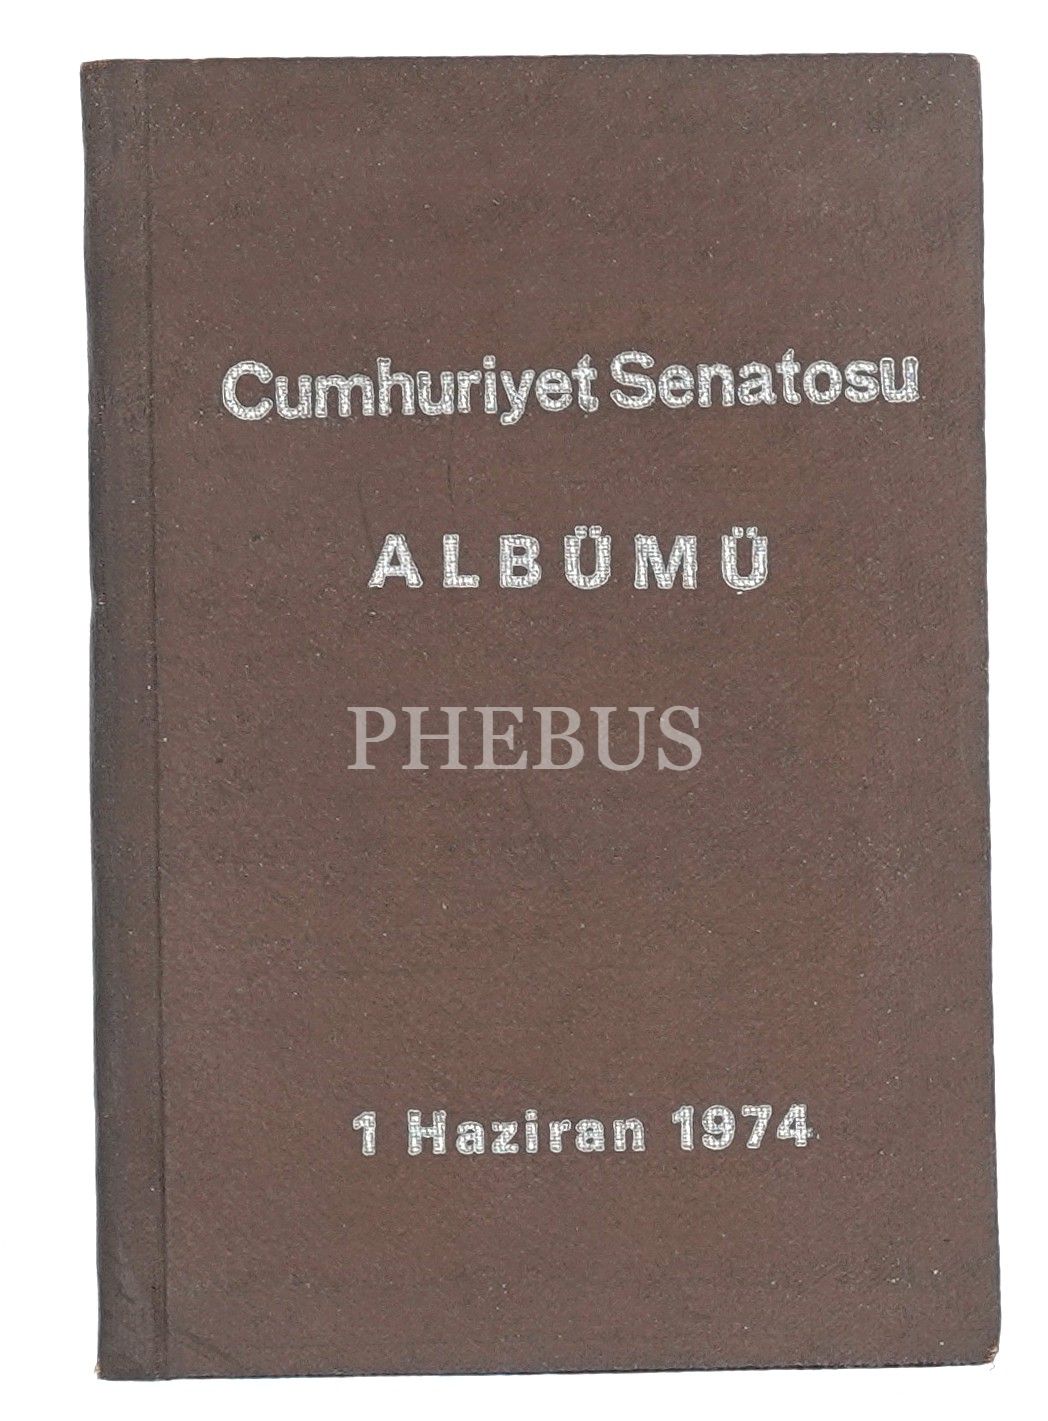 Cumhuriyet Senatosu
ALBÜMÜ
PHEBUS
1 Haziran 1974